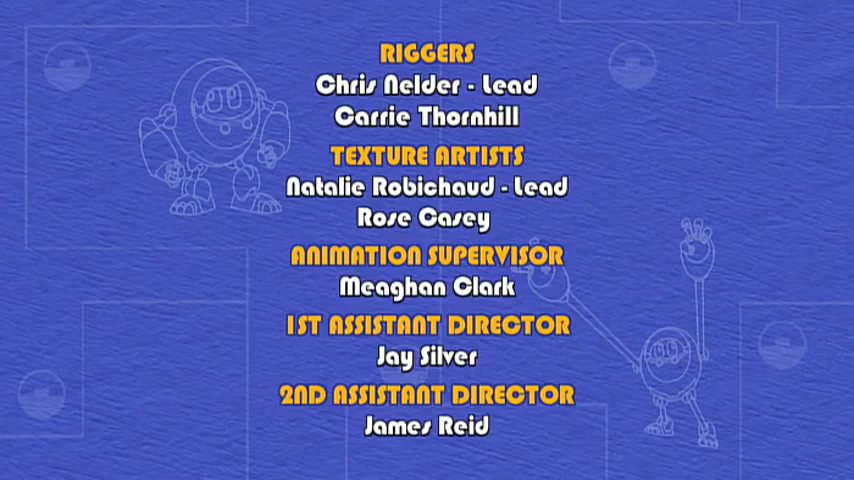 RIGGERS
Chris Nelder - Lead
Carrie Thornhill
TEXTURE ARTISTS
Natalie Robichaud - Lead
Rose Casey
ANIMATION SUPERVISOR
Meaghan Clark
1ST ASSISTANT DIRECTOR
Jay Silver
2ND ASSISTANT DIRECTOR
James Reid